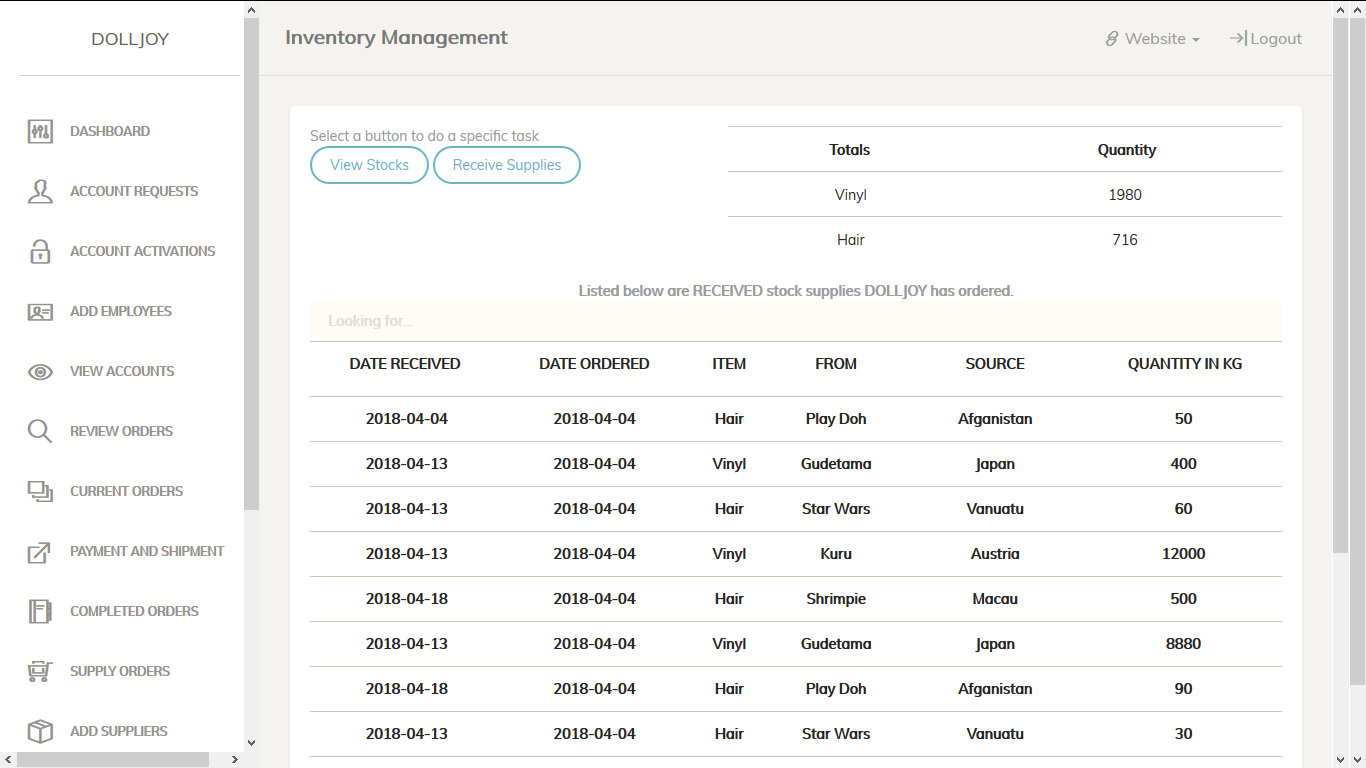 DOLLJOY
DASHBOARD
ACCOUNT REQUESTS
ACCOUNT ACTIVATIONS
ADD EMPLOYEES
VIEW ACCOUNTS
REVIEW ORDERS
CURRENT ORDERS
PAYMENT AND SHIPMENT
COMPLETED ORDERS
SUPPLY ORDERS
ADD SUPPLIERS
Inventory Management
Website
Logout
Select a button to do a specific task
View Stocks Receive Supplies
Totals Quantity
Vinyl 1980
Hair 716
Listed below are RECEIVED stock supplies DOLLJOY has ordered.
Looking for...
DATE RECEIVED DATE ORDERED ITEM FROM SOURCE QUANTITY IN KG
2018-04-04 2018-04-04 Hair Play Doh Afganistan 50
2018-04-13 2018-04-04 Vinyl Gudetama Japan 400
2018-04-13 2018-04-04 Hair Star Wars Vanuatu 60
2018-04-13 2018-04-04 Vinyl Kuru Austria 12000
2018-04-18 2018-04-04 Hair Shrimpie Macau 500
2018-04-13 2018-04-04 Vinyl Gudetama Japan 8880
2018-04-18 2018-04-04 Hair Play Doh Afganistan 90
2018-04-13 2018-04-04 Hair Star Wars Vanuatu 30